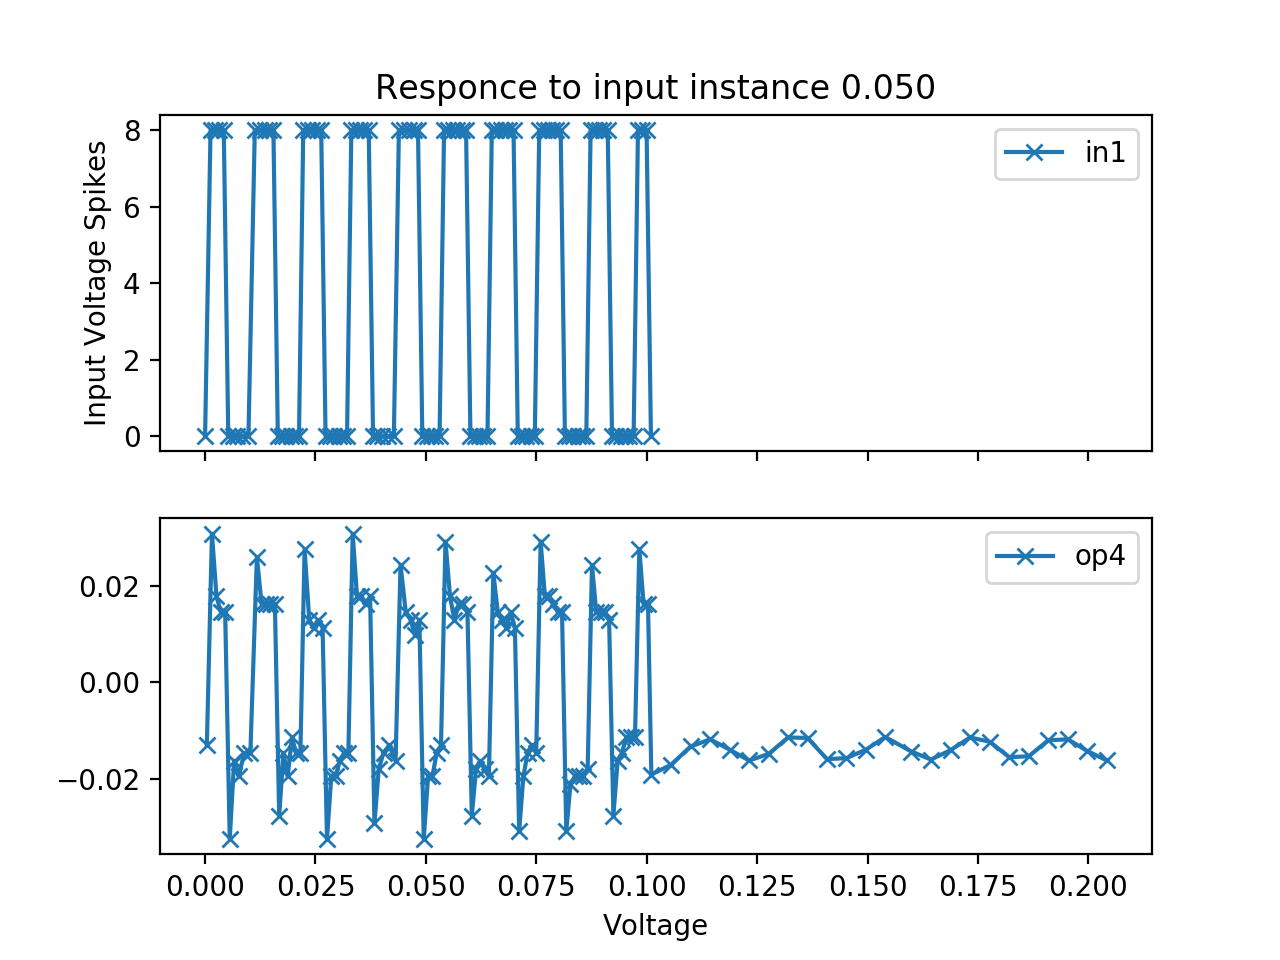 Responce to input instance 0.050
Input Voltage Spikes
8
6
4
2
0
in1
0.02
0.00
−0.02
op4
0.000 0.025 0.050 0.075 0.100 0.125 0.150 0.175 0.200
Voltage